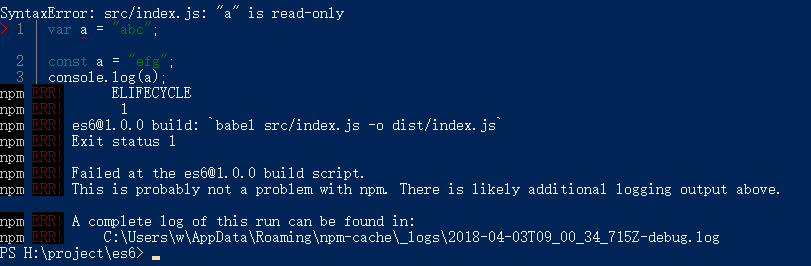 SyntaxError: src/index.js: "a" is read-only
> 1 | var a = "abc";
2 | const a = "efg";
3 | console.log(a);
npm ERR! ELIFECYCLE
npm ERR! 1
npm ERR! es6@1.0.0 build: `babel src/index.js -o dist/index.js`
npm ERR! Exit status 1
npm ERR!
npm ERR! Failed at the es6@1.0.0 build script.
npm ERR! This is probably not a problem with npm. There is likely additional logging output above.
npm ERR! A complete log of this run can be found in:
npm ERR! C:\Users\w\AppData\Roaming\npm-cache\_logs\2018-04-03T09_00_34_715Z-debug.log
PS H:\project\es6> _